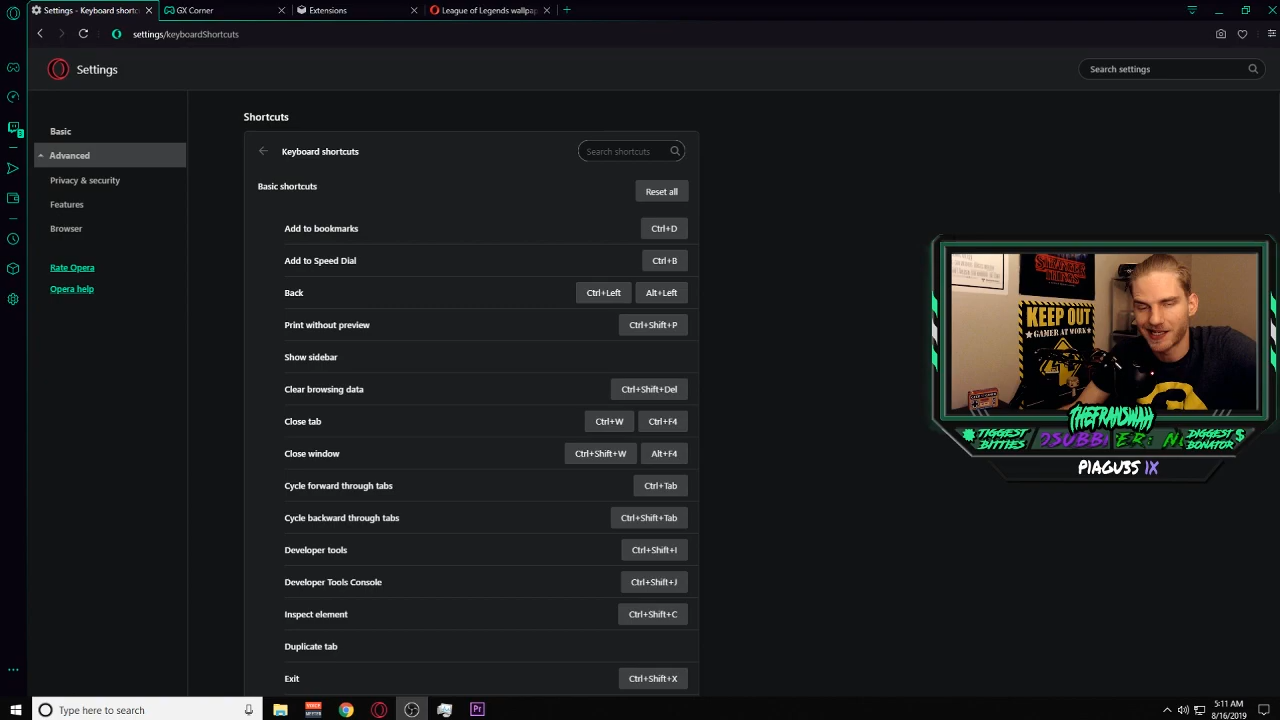 Settings - Keyboard shortc
GX Corner
Extensions
League of Legends wallpap
settings/keyboardShortcuts
Settings
Search settings
Basic
Advanced
Privacy & security
Features
Browser
Rate Opera
Opera help
Shortcuts
Keyboard shortcuts
Search shortcuts
Basic shortcuts
Reset all
Add to bookmarks
Ctrl+D
Add to Speed Dial
Ctrl+B
Back
Ctrl+Left
Alt+Left
Print without preview
Ctrl+Shift+P
Show sidebar
Clear browsing data
Ctrl+Shift+Del
Close tab
Ctrl+W
Ctrl+F4
Close window
Ctrl+Shift+W
Alt+F4
Cycle forward through tabs
Ctrl+Tab
Cycle backward through tabs
Ctrl+Shift+Tab
Developer tools
Ctrl+Shift+I
Developer Tools Console
Ctrl+Shift+J
Inspect element
Ctrl+Shift+C
Duplicate tab
Exit
Ctrl+Shift+X
KEEP OUT
GAMER AT WORK
THEFRANSWAH
TIGGEST
BITTIES
DIGGEST
BONATOR
PIAGUBS IX
Type here to search
Pr
5:11 AM
8/16/2019